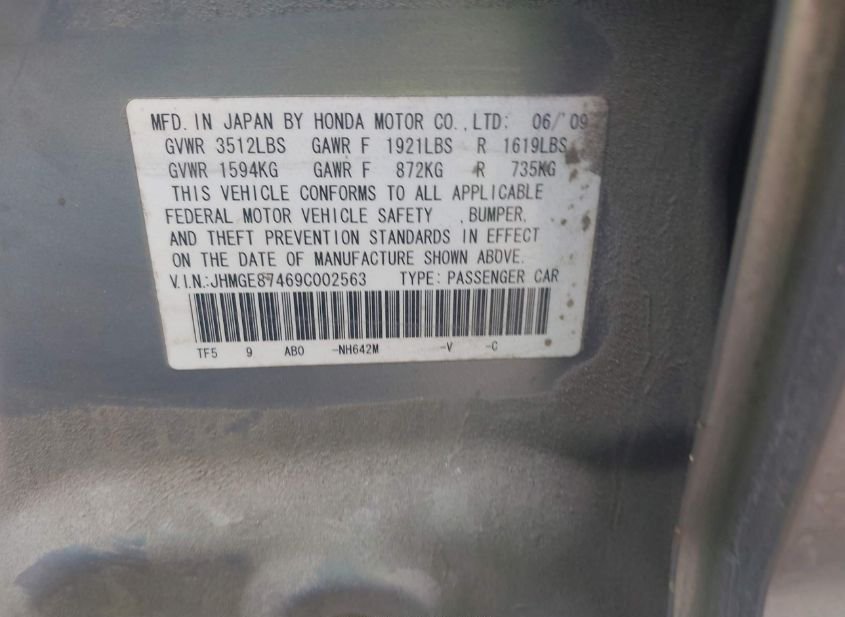 MFD. IN JAPAN BY HONDA MOTOR CO.,LTD: 06/'09
GVWR 3512LBS GAWR F 1921LBS R 1619LBS
GVWR 1594KG GAWR F 872KG R 735KG
THIS VEHICLE CONFORMS TO ALL APPLICABLE
FEDERAL MOTOR VEHICLE SAFETY ,BUMPER,
AND THEFT PREVENTION STANDARDS IN EFFECT
ON THE DATE OF MANUFACTURE SHOWN ABOVE.
V.I.N.:JHMGE87469C002563 TYPE: PASSENGER CAR
TF5 9 AB0 -NH642M -V -C